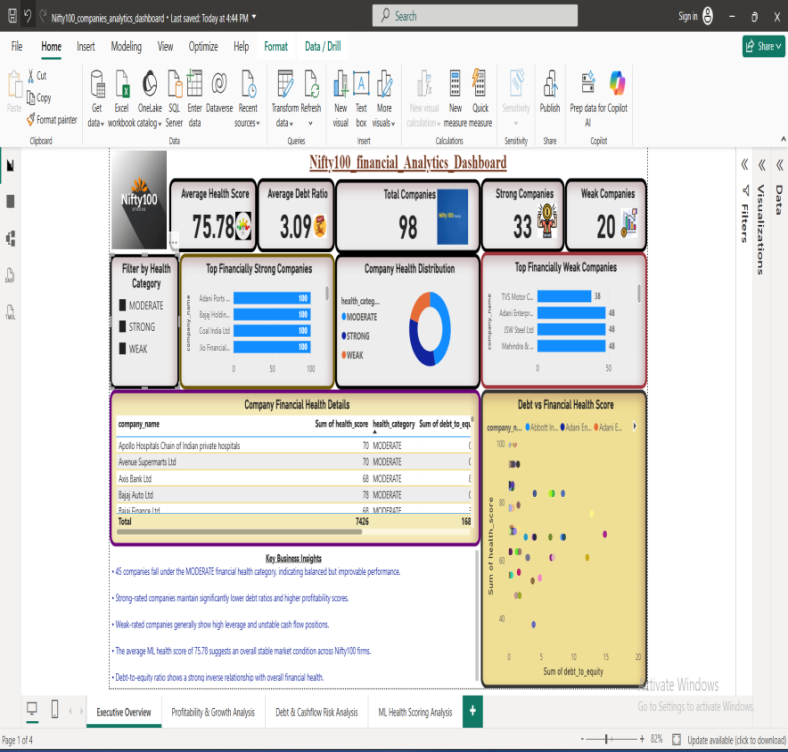 Nifty100_companies_analytics_dashboard • Last saved: Today at 4:44 PM
Search
Sign in
File Home Insert Modeling View Optimize Help Format Data / Drill
Share
Paste
Cut
Copy
Format painter
Get data
Excel workbook
OneLake catalog
SQL Server
Enter data
Dataverse
Recent sources
Transform data
Refresh
New visual
Text box
More visuals
New visual calculation
New measure
Quick measure
Sensitivity
Publish
Prep data for AI
Copilot
Clipboard Data Queries Insert Calculations Sensitivity Share Copilot
Nifty100_financial_Analytics_Dashboard
Nifty100
Average Health Score
75.78
Average Debt Ratio
3.09
Total Companies
98
Strong Companies
33
Weak Companies
20
Filters
Visualizations
Data
Filter by Health Category
MODERATE
STRONG
WEAK
Top Financially Strong Companies
company_name
Adani Ports ... 100
Bajaj Holdin... 100
Coal India Ltd 100
Jio Financial... 100
0 50 100
Company Health Distribution
health_categ...
MODERATE
STRONG
WEAK
Top Financially Weak Companies
company_name
TVS Motor C... 38
Adani Enterpr... 48
JSW Steel Ltd 48
Mahindra &... 48
0 50
Company Financial Health Details
company_name Sum of health_score health_category Sum of debt_to_equ
Apollo Hospitals Chain of Indian private hospitals 70 MODERATE
Avenue Supermarts Ltd 70 MODERATE
Axis Bank Ltd 68 MODERATE
Bajaj Auto Ltd 78 MODERATE
Bajaj Finance Ltd 68 MODERATE
Total 7426 168
Debt vs Financial Health Score
company_n... Abbott In... Adani En... Adani E...
Sum of health_score
100
80
60
40
0 5 10 15 20
Sum of debt_to_equity
Key Business Insights
• 45 companies fall under the MODERATE financial health category, indicating balanced but improvable performance.
• Strong-rated companies maintain significantly lower debt ratios and higher profitability scores.
• Weak-rated companies generally show high leverage and unstable cash flow positions.
• The average ML health score of 75.78 suggests an overall stable market condition across Nifty100 firms.
• Debt-to-equity ratio shows a strong inverse relationship with overall financial health.
Activate Windows
Go to Settings to activate Windows.
Executive Overview Profitability & Growth Analysis Debt & Cashflow Risk Analysis ML Health Scoring Analysis +
Page 1 of 4
- + 82%
Update available (click to download)